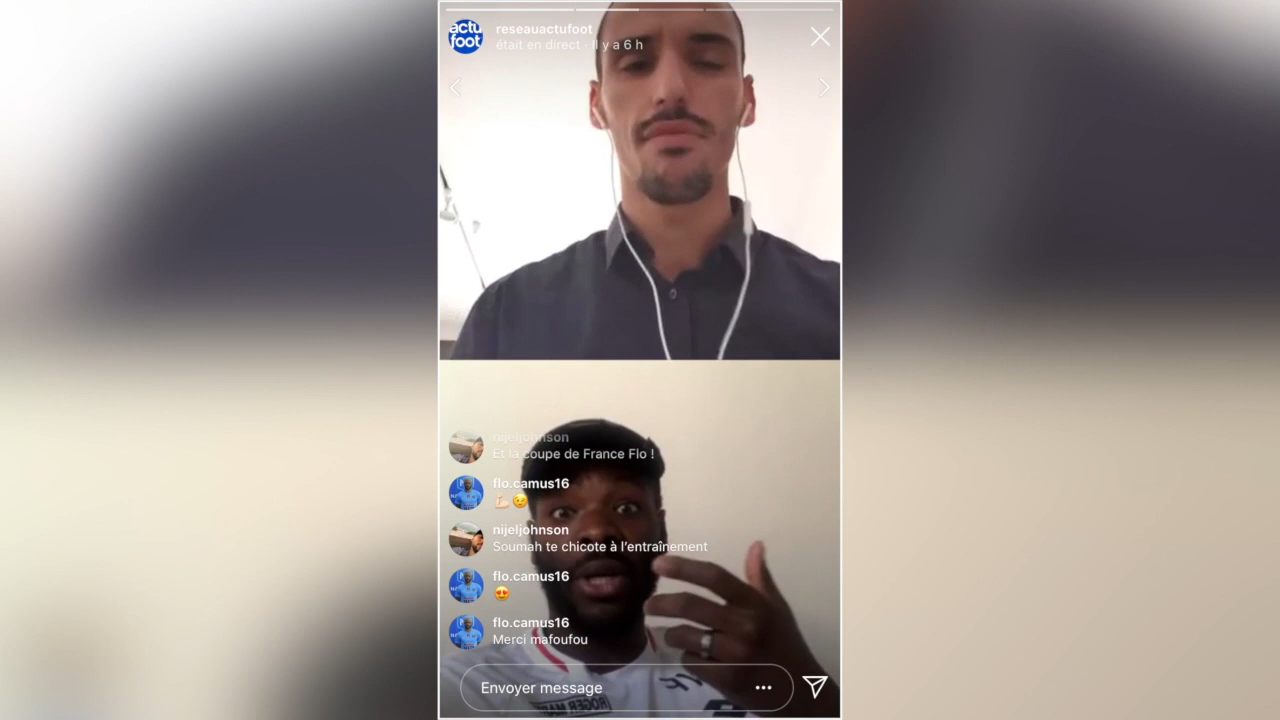 actu
foot
reseauactufoot
était en direct · Il y a 6 h
nijeljohnson
Et la coupe de France Flo !
flo.camus16
💪🏻😉
nijeljohnson
Soumah te chicote à l’entraînement
flo.camus16
😍
flo.camus16
Merci mafoufou
Envoyer message
ROGER